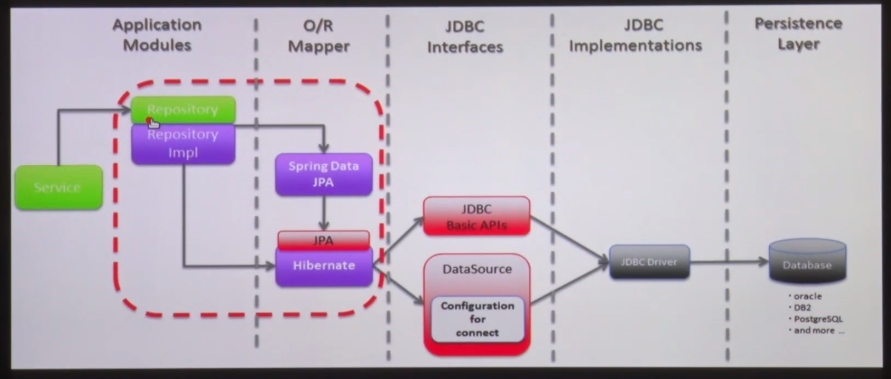 Application
Modules
O/R
Mapper
JDBC
Interfaces
JDBC
Implementations
Persistence
Layer
Repository
Repository
Impl
Service
Spring Data
JPA
JPA
Hibernate
JDBC
Basic APIs
DataSource
Configuration
for
connect
JDBC Driver
Database
・oracle
・DB2
・PostgreSQL
・and more ...